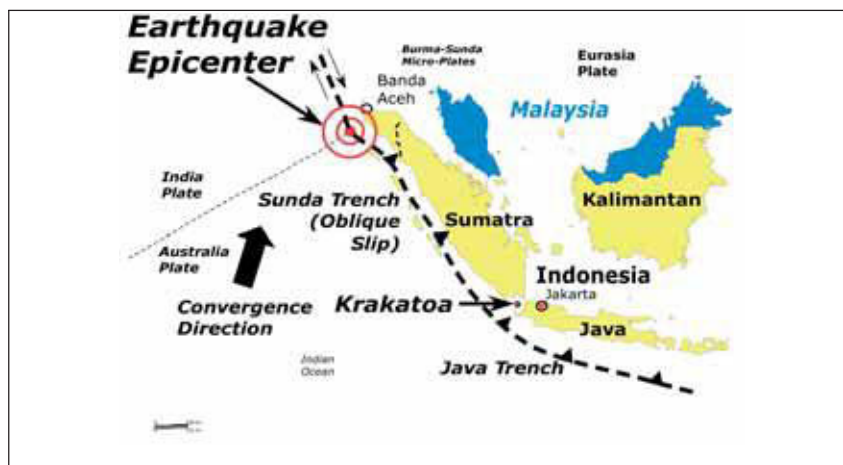 Earthquake
Epicenter
Burma-Sunda
Micro-Plates
Eurasia
Plate
Banda
Aceh
Malaysia
India
Plate
Sunda Trench
(Oblique
Slip)
Sumatra
Kalimantan
Australia
Plate
Convergence
Direction
Krakatoa
Indonesia
Jakarta
Java
Java Trench
Indian
Ocean